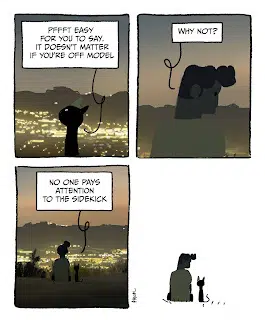 PFFFT EASY
FOR YOU TO SAY.
IT DOESN'T MATTER
IF YOU'RE OFF MODEL
WHY NOT?
NO ONE PAYS
ATTENTION
TO THE SIDEKICK